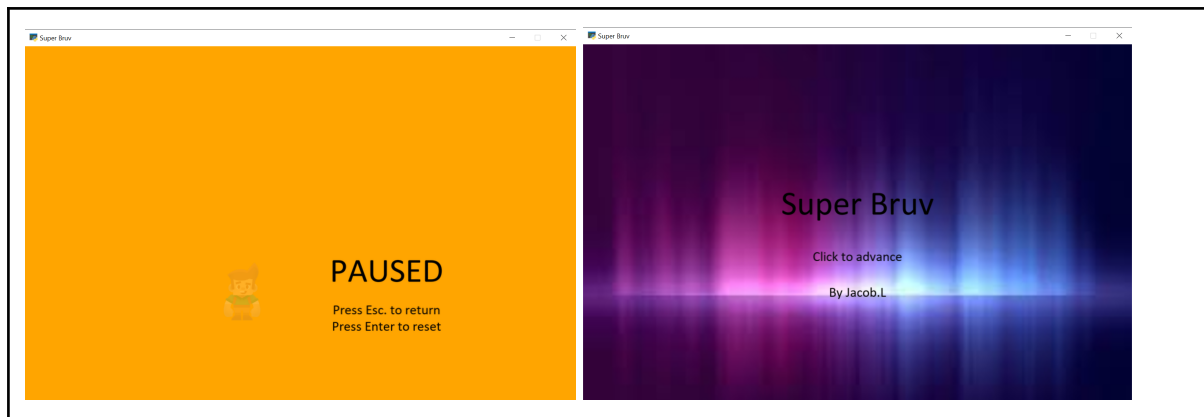 Super Bruv
PAUSED
Press Esc. to return
Press Enter to reset
Super Bruv
Super Bruv
Click to advance
By Jacob.L